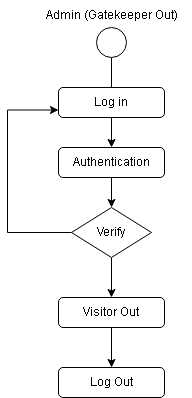 Admin (Gatekeeper Out)
Log in
Authentication
Verify
Visitor Out
Log Out